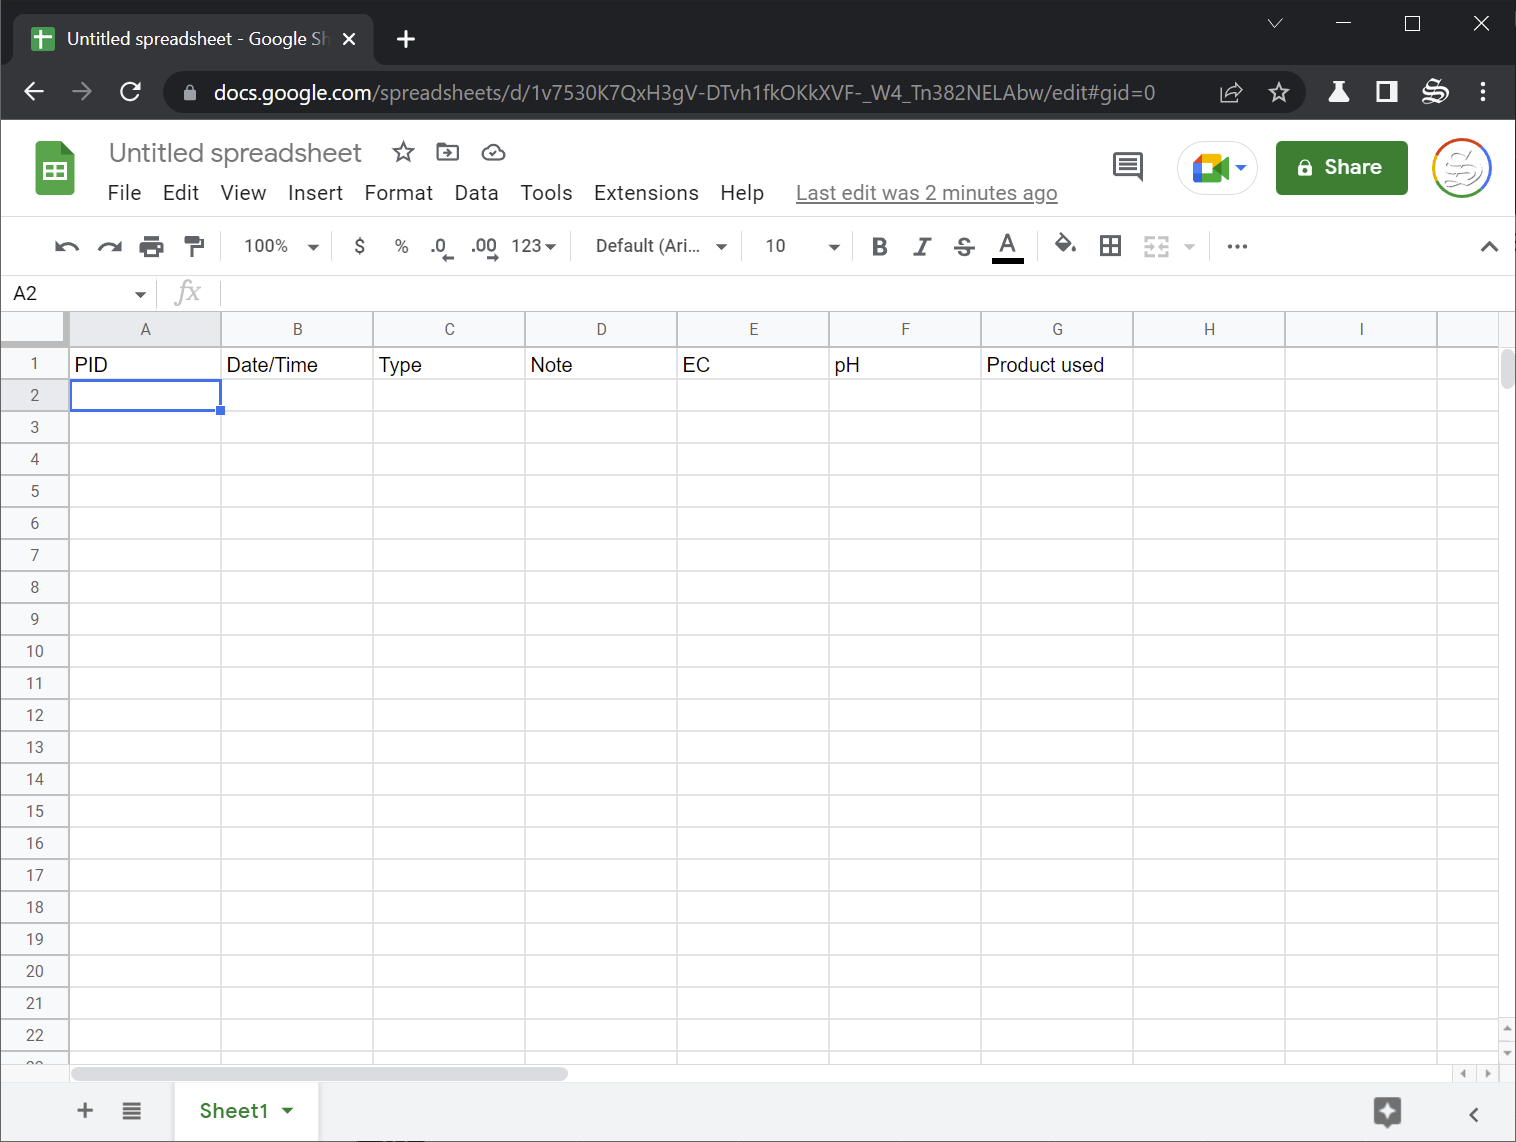 Untitled spreadsheet - Google Sh
docs.google.com/spreadsheets/d/1v7530K7QxH3gV-DTvh1fkOKkXVF-_W4_Tn382NELAbw/edit#gid=0
Untitled spreadsheet
File Edit View Insert Format Data Tools Extensions Help Last edit was 2 minutes ago
Share
100% $ % .0 .00 123 Default (Ari... 10 B I S A
A2 fx
A B C D E F G H I
1 PID Date/Time Type Note EC pH Product used
2
3
4
5
6
7
8
9
10
11
12
13
14
15
16
17
18
19
20
21
22
Sheet1